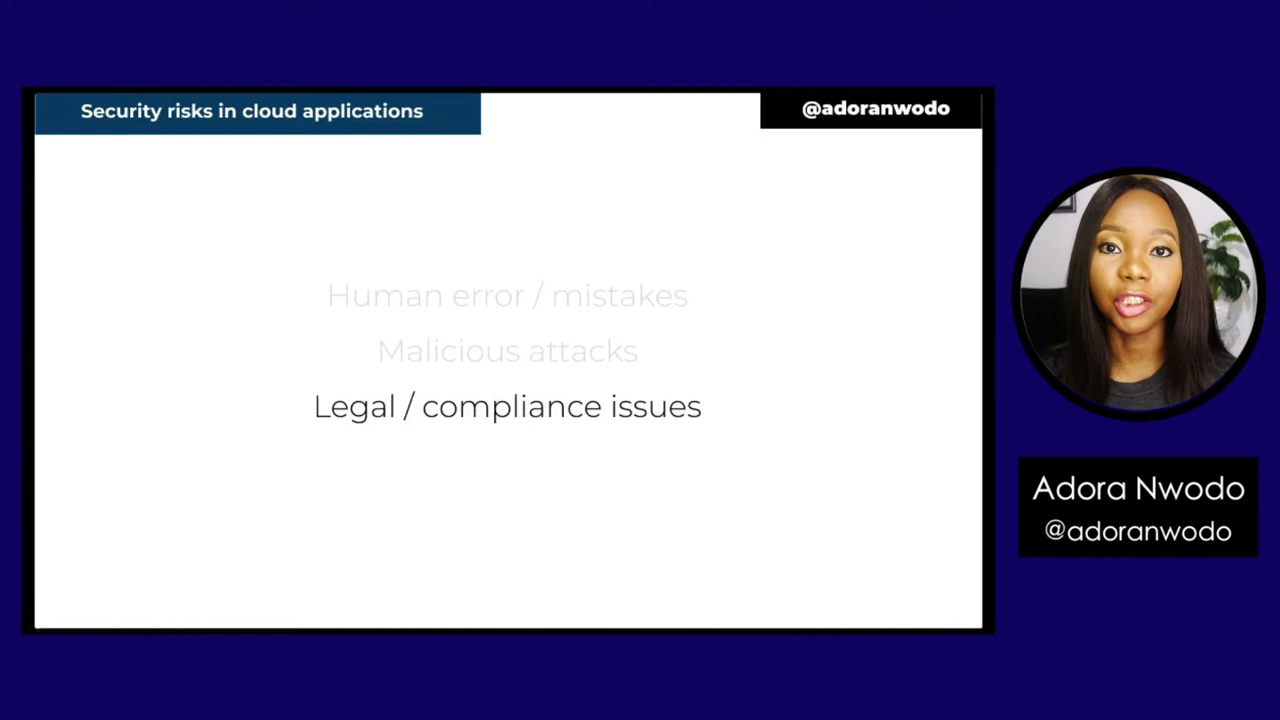 Security risks in cloud applications
@adoranwodo
Human error / mistakes
Malicious attacks
Legal / compliance issues
Adora Nwodo
@adoranwodo